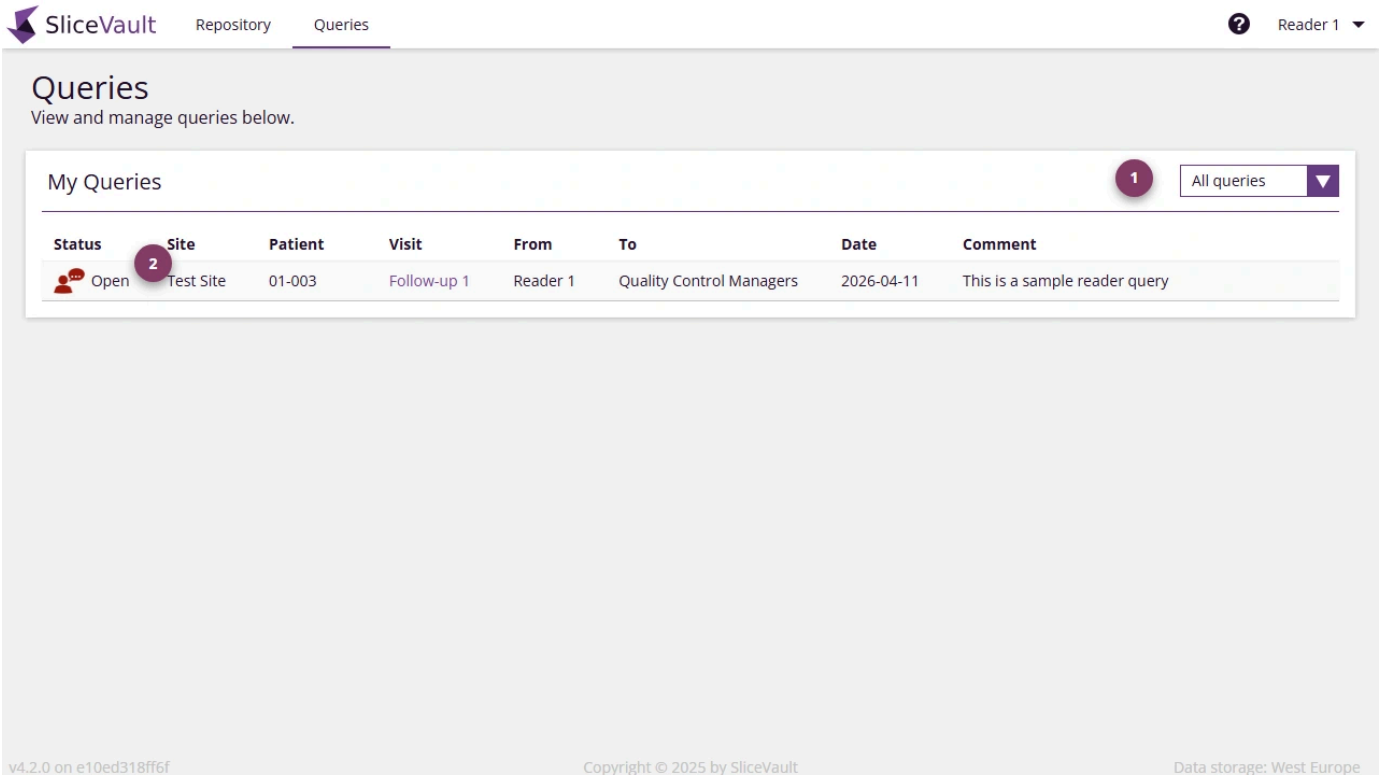 SliceVault Repository Queries Reader 1
Queries
View and manage queries below.
My Queries 1 All queries
Status Site Patient Visit From To Date Comment
2
Open Test Site 01-003 Follow-up 1 Reader 1 Quality Control Managers 2026-04-11 This is a sample reader query
v4.2.0 on e10ed318ff6f Copyright © 2025 by SliceVault Data storage: West Europe